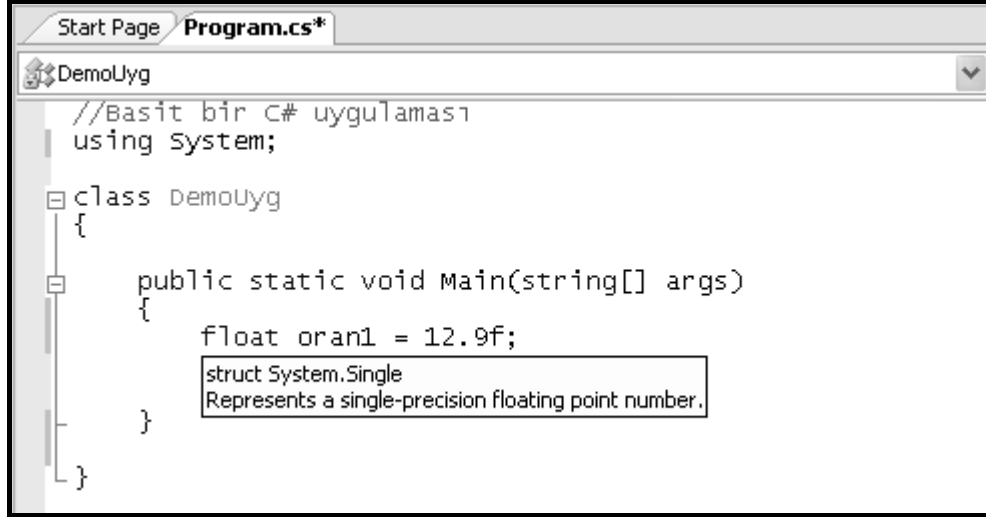 Start Page Program.cs*
DemoUyg
//Basit bir C# uygulaması
using System;
class DemoUyg
{
public static void Main(string[] args)
{
float oran1 = 12.9f;
struct System.Single
Represents a single-precision floating point number.
}
}